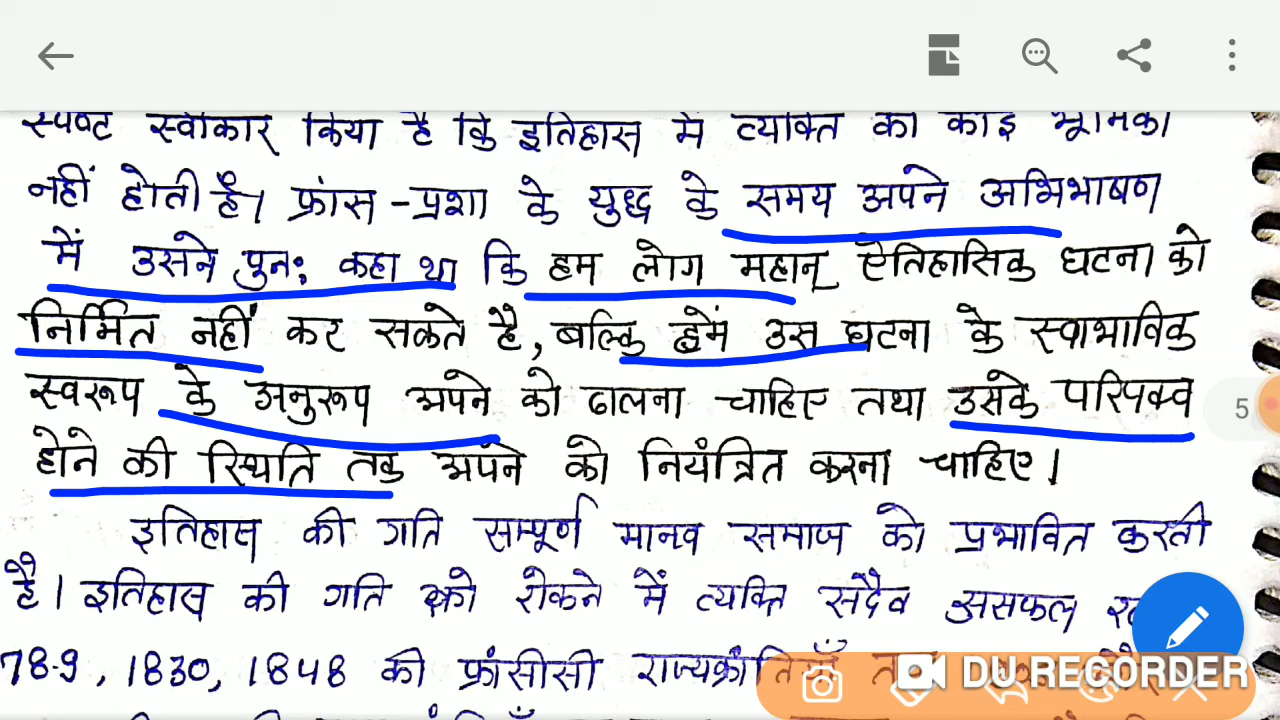 स्पष्ट स्वीकार किया है कि इतिहास में व्यक्ति की कोई भूमिका
नहीं होती है। फ्रांस-प्रशा के युद्ध के समय अपने अभिभाषण
में उसने पुनः कहा था कि हम लोग महान् ऐतिहासिक घटना को
निर्मित नहीं कर सकते है, बल्कि हमें उस घटना के स्वाभाविक
स्वरूप के अनुरूप अपने को ढालना चाहिए तथा उसके परिपक्व
5
होने की स्थिति तक अपने को नियंत्रित करना चाहिए।
इतिहास की गति सम्पूर्ण मानव समाज को प्रभावित करती
है। इतिहास की गति को रोकने में व्यक्ति सदैव असफल
1830, 1848 की फ्रांसीसी राज्यक्रांतियाँ
DU RECORDER